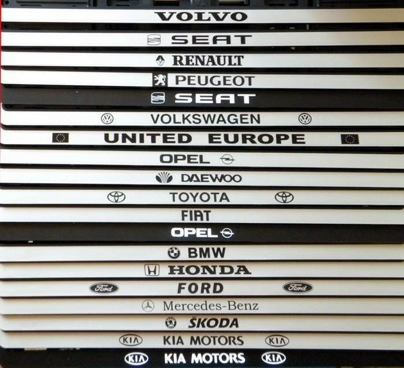 VOLVO
SEAT
RENAULT
PEUGEOT
SEAT
VOLKSWAGEN
UNITED EUROPE
OPEL
DAEWOO
TOYOTA
FIAT
OPEL
BMW
HONDA
Ford FORD Ford
Mercedes-Benz
ŠKODA
KIA KIA MOTORS KIA
KIA KIA MOTORS KIA